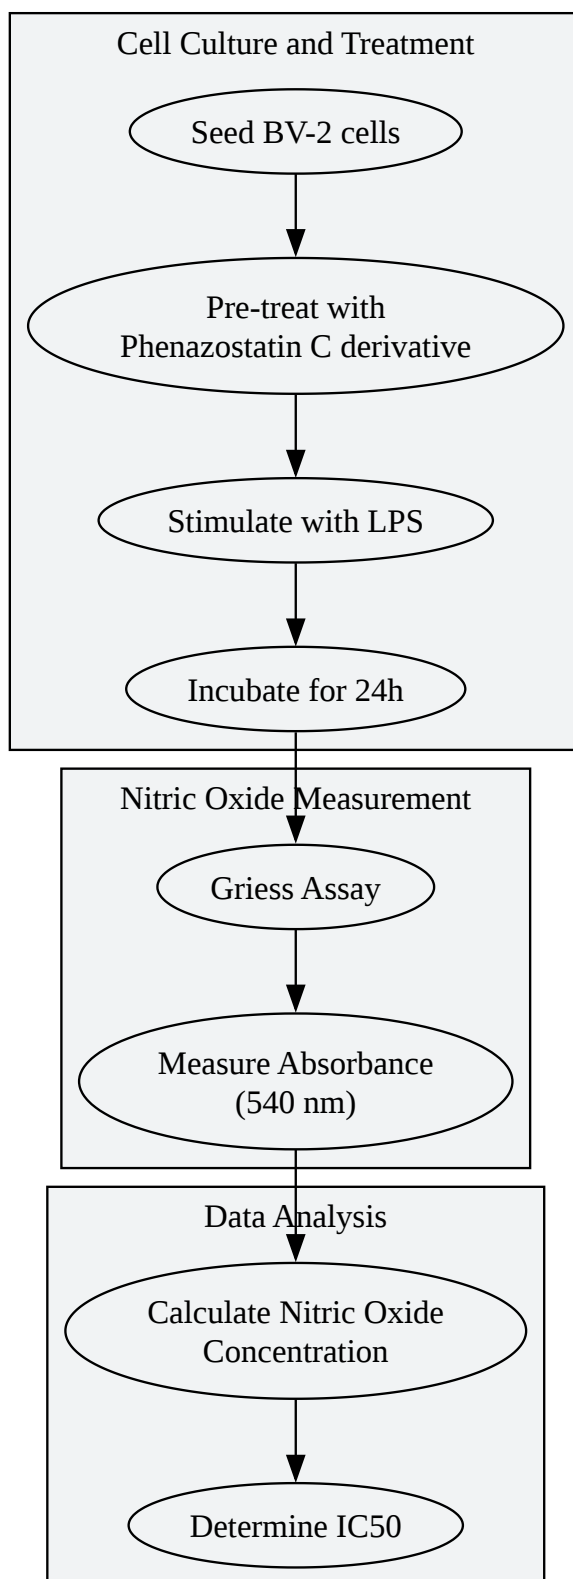 Cell Culture and Treatment
Seed BV-2 cells
Pre-treat with
Phenazostatin C derivative
Stimulate with LPS
Incubate for 24h
Nitric Oxide Measurement
Griess Assay
Measure Absorbance
(540 nm)
Data Analysis
Calculate Nitric Oxide
Concentration
Determine IC50